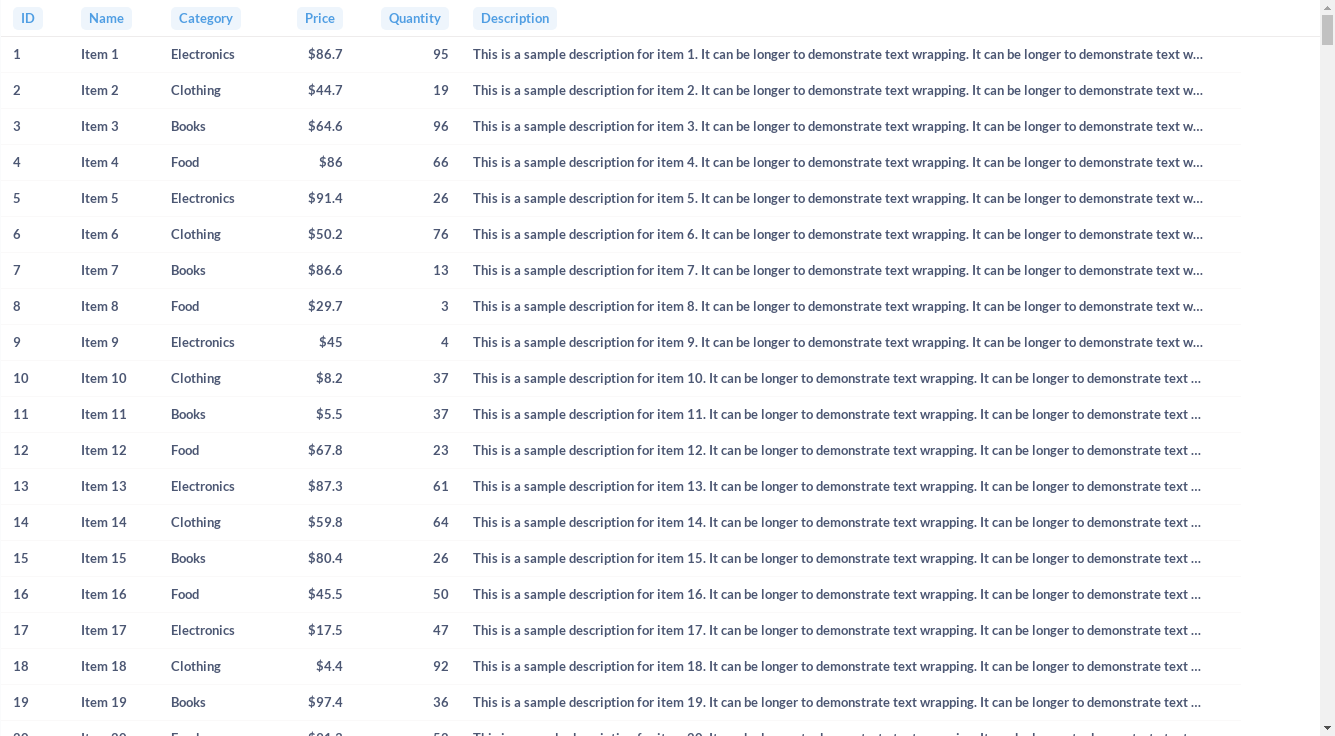 ID Name Category Price Quantity Description
1 Item 1 Electronics $86.7 95 This is a sample description for item 1. It can be longer to demonstrate text wrapping. It can be longer to demonstrate text w...
2 Item 2 Clothing $44.7 19 This is a sample description for item 2. It can be longer to demonstrate text wrapping. It can be longer to demonstrate text w...
3 Item 3 Books $64.6 96 This is a sample description for item 3. It can be longer to demonstrate text wrapping. It can be longer to demonstrate text w...
4 Item 4 Food $86 66 This is a sample description for item 4. It can be longer to demonstrate text wrapping. It can be longer to demonstrate text w...
5 Item 5 Electronics $91.4 26 This is a sample description for item 5. It can be longer to demonstrate text wrapping. It can be longer to demonstrate text w...
6 Item 6 Clothing $50.2 76 This is a sample description for item 6. It can be longer to demonstrate text wrapping. It can be longer to demonstrate text w...
7 Item 7 Books $86.6 13 This is a sample description for item 7. It can be longer to demonstrate text wrapping. It can be longer to demonstrate text w...
8 Item 8 Food $29.7 3 This is a sample description for item 8. It can be longer to demonstrate text wrapping. It can be longer to demonstrate text w...
9 Item 9 Electronics $45 4 This is a sample description for item 9. It can be longer to demonstrate text wrapping. It can be longer to demonstrate text w...
10 Item 10 Clothing $8.2 37 This is a sample description for item 10. It can be longer to demonstrate text wrapping. It can be longer to demonstrate text ...
11 Item 11 Books $5.5 37 This is a sample description for item 11. It can be longer to demonstrate text wrapping. It can be longer to demonstrate text ...
12 Item 12 Food $67.8 23 This is a sample description for item 12. It can be longer to demonstrate text wrapping. It can be longer to demonstrate text ...
13 Item 13 Electronics $87.3 61 This is a sample description for item 13. It can be longer to demonstrate text wrapping. It can be longer to demonstrate text ...
14 Item 14 Clothing $59.8 64 This is a sample description for item 14. It can be longer to demonstrate text wrapping. It can be longer to demonstrate text ...
15 Item 15 Books $80.4 26 This is a sample description for item 15. It can be longer to demonstrate text wrapping. It can be longer to demonstrate text ...
16 Item 16 Food $45.5 50 This is a sample description for item 16. It can be longer to demonstrate text wrapping. It can be longer to demonstrate text ...
17 Item 17 Electronics $17.5 47 This is a sample description for item 17. It can be longer to demonstrate text wrapping. It can be longer to demonstrate text ...
18 Item 18 Clothing $4.4 92 This is a sample description for item 18. It can be longer to demonstrate text wrapping. It can be longer to demonstrate text ...
19 Item 19 Books $97.4 36 This is a sample description for item 19. It can be longer to demonstrate text wrapping. It can be longer to demonstrate text ...